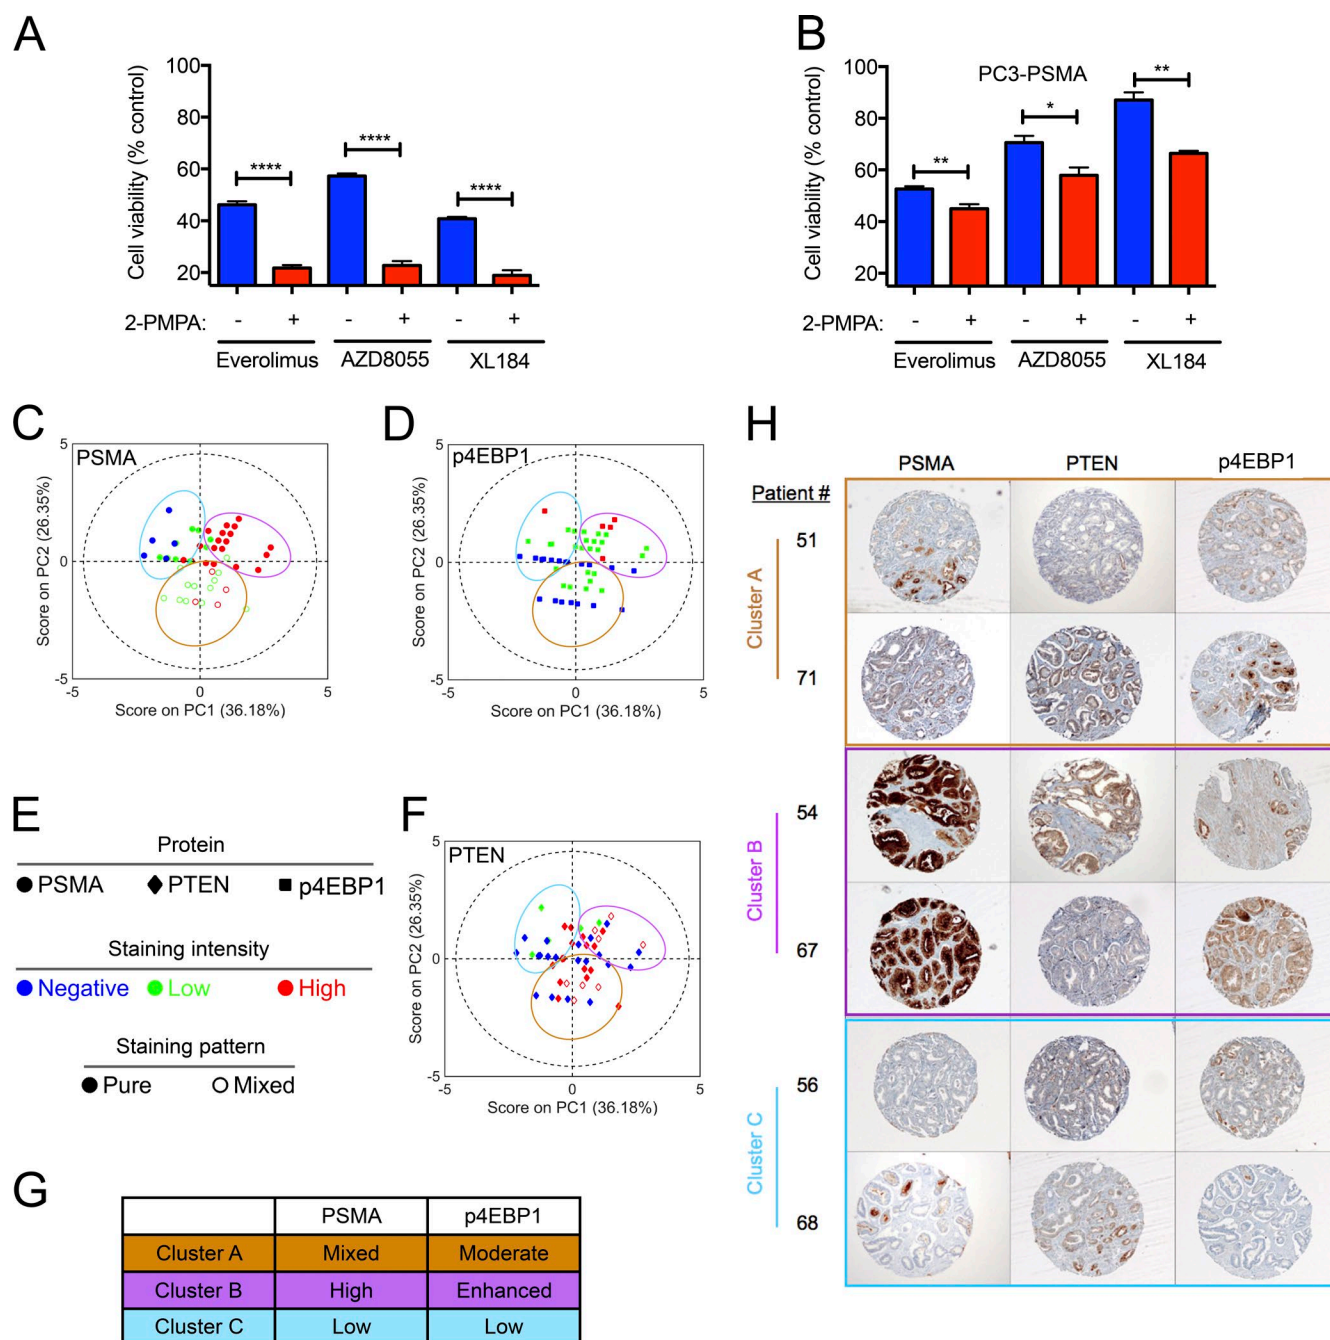 A
Cell viability (% control)
100
80
60
40
20
****
****
****
2-PMPA: - + - + - +
Everolimus AZD8055 XL184
B
Cell viability (% control)
100
80
60
40
20
PC3-PSMA
**
*
**
2-PMPA: - + - + - +
Everolimus AZD8055 XL184
C
PSMA
Score on PC2 (26.35%)
5
0
-5
-5 0 5
Score on PC1 (36.18%)
D
p4EBP1
Score on PC2 (26.35%)
5
0
-5
-5 0 5
Score on PC1 (36.18%)
E
Protein
PSMA PTEN p4EBP1
Staining intensity
Negative Low High
Staining pattern
Pure Mixed
F
PTEN
Score on PC2 (26.35%)
5
0
-5
-5 0 5
Score on PC1 (36.18%)
G
PSMA p4EBP1
Cluster A Mixed Moderate
Cluster B High Enhanced
Cluster C Low Low
H
PSMA PTEN p4EBP1
Patient #
Cluster A
51
71
Cluster B
54
67
Cluster C
56
68